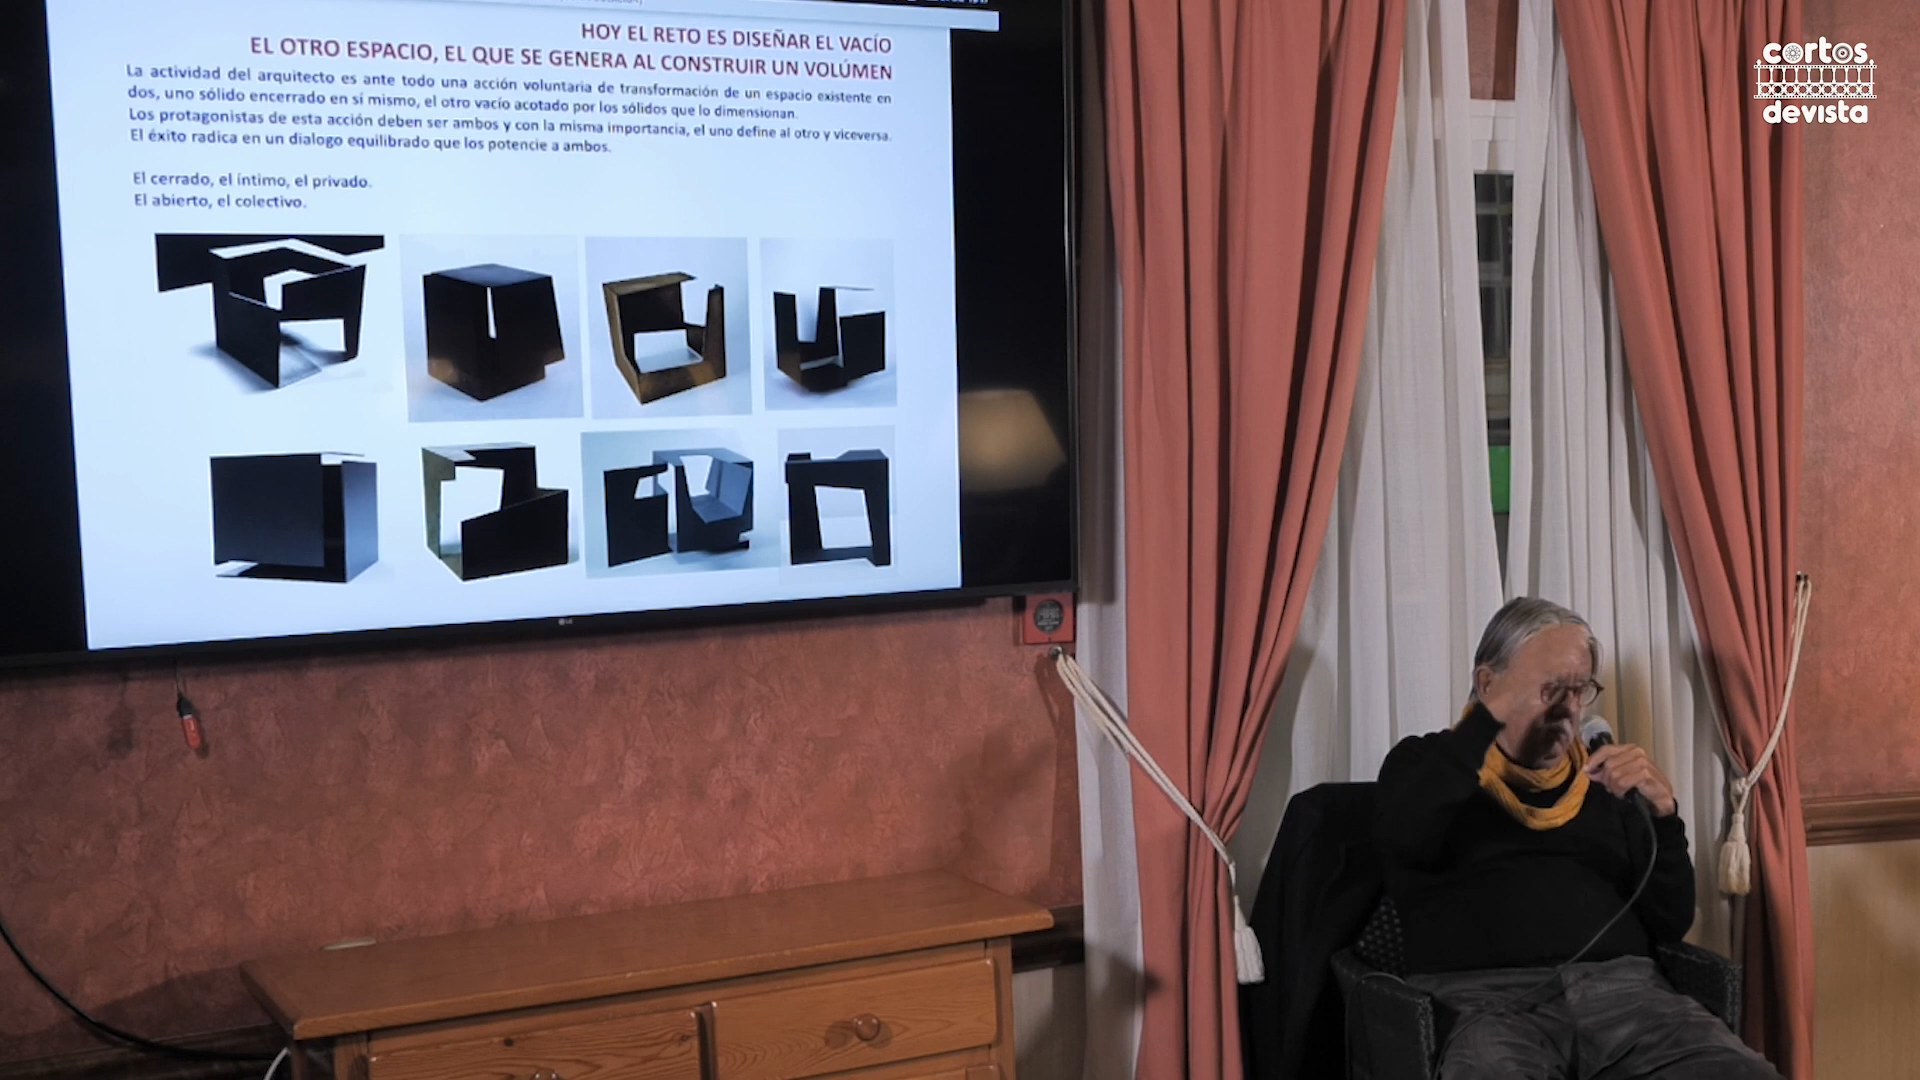 HOY EL RETO ES DISEÑAR EL VACÍO
EL OTRO ESPACIO, EL QUE SE GENERA AL CONSTRUIR UN VOLÚMEN
La actividad del arquitecto es ante todo una acción voluntaria de transformación de un espacio existente en
dos, uno sólido encerrado en sí mismo, el otro vacío acotado por los sólidos que lo dimensionan.
Los protagonistas de esta acción deben ser ambos y con la misma importancia, el uno define al otro y viceversa.
El éxito radica en un dialogo equilibrado que los potencie a ambos.
El cerrado, el íntimo, el privado.
El abierto, el colectivo.
LG
cortos
devista